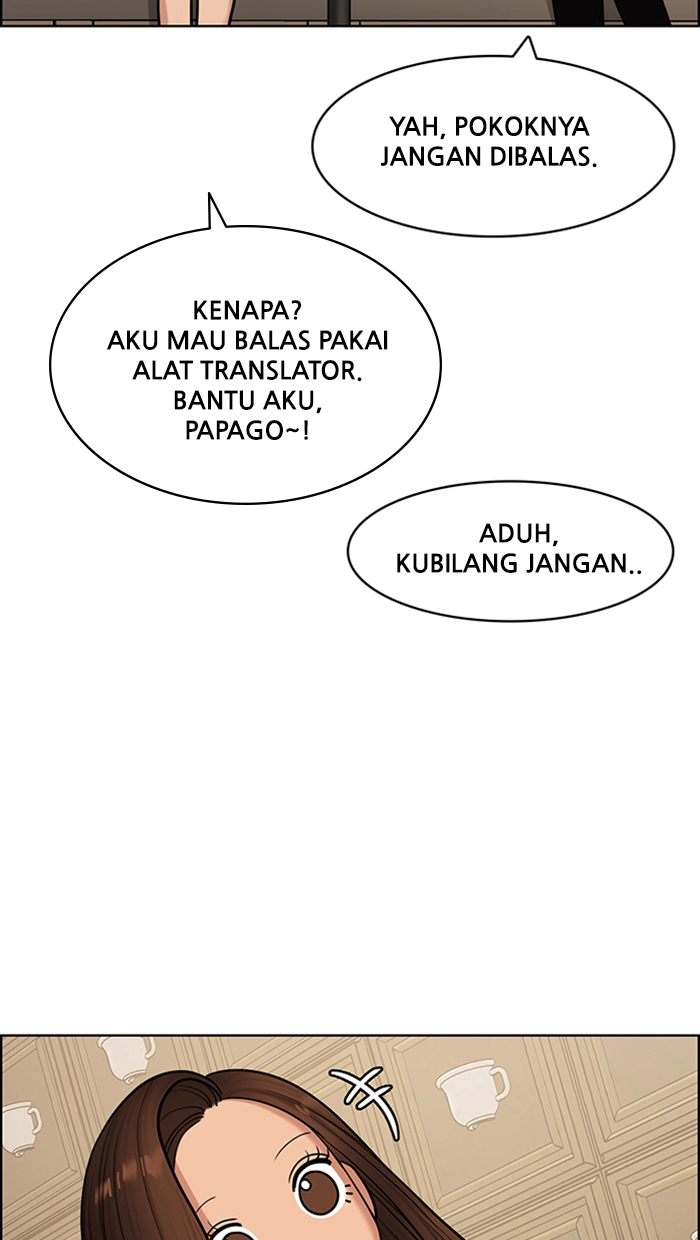 YAH, POKOKNYA
JANGAN DIBALAS.
KENAPA?
AKU MAU BALAS PAKAI
ALAT TRANSLATOR.
BANTU AKU,
PAPAGO~!
ADUH,
KUBILANG JANGAN..